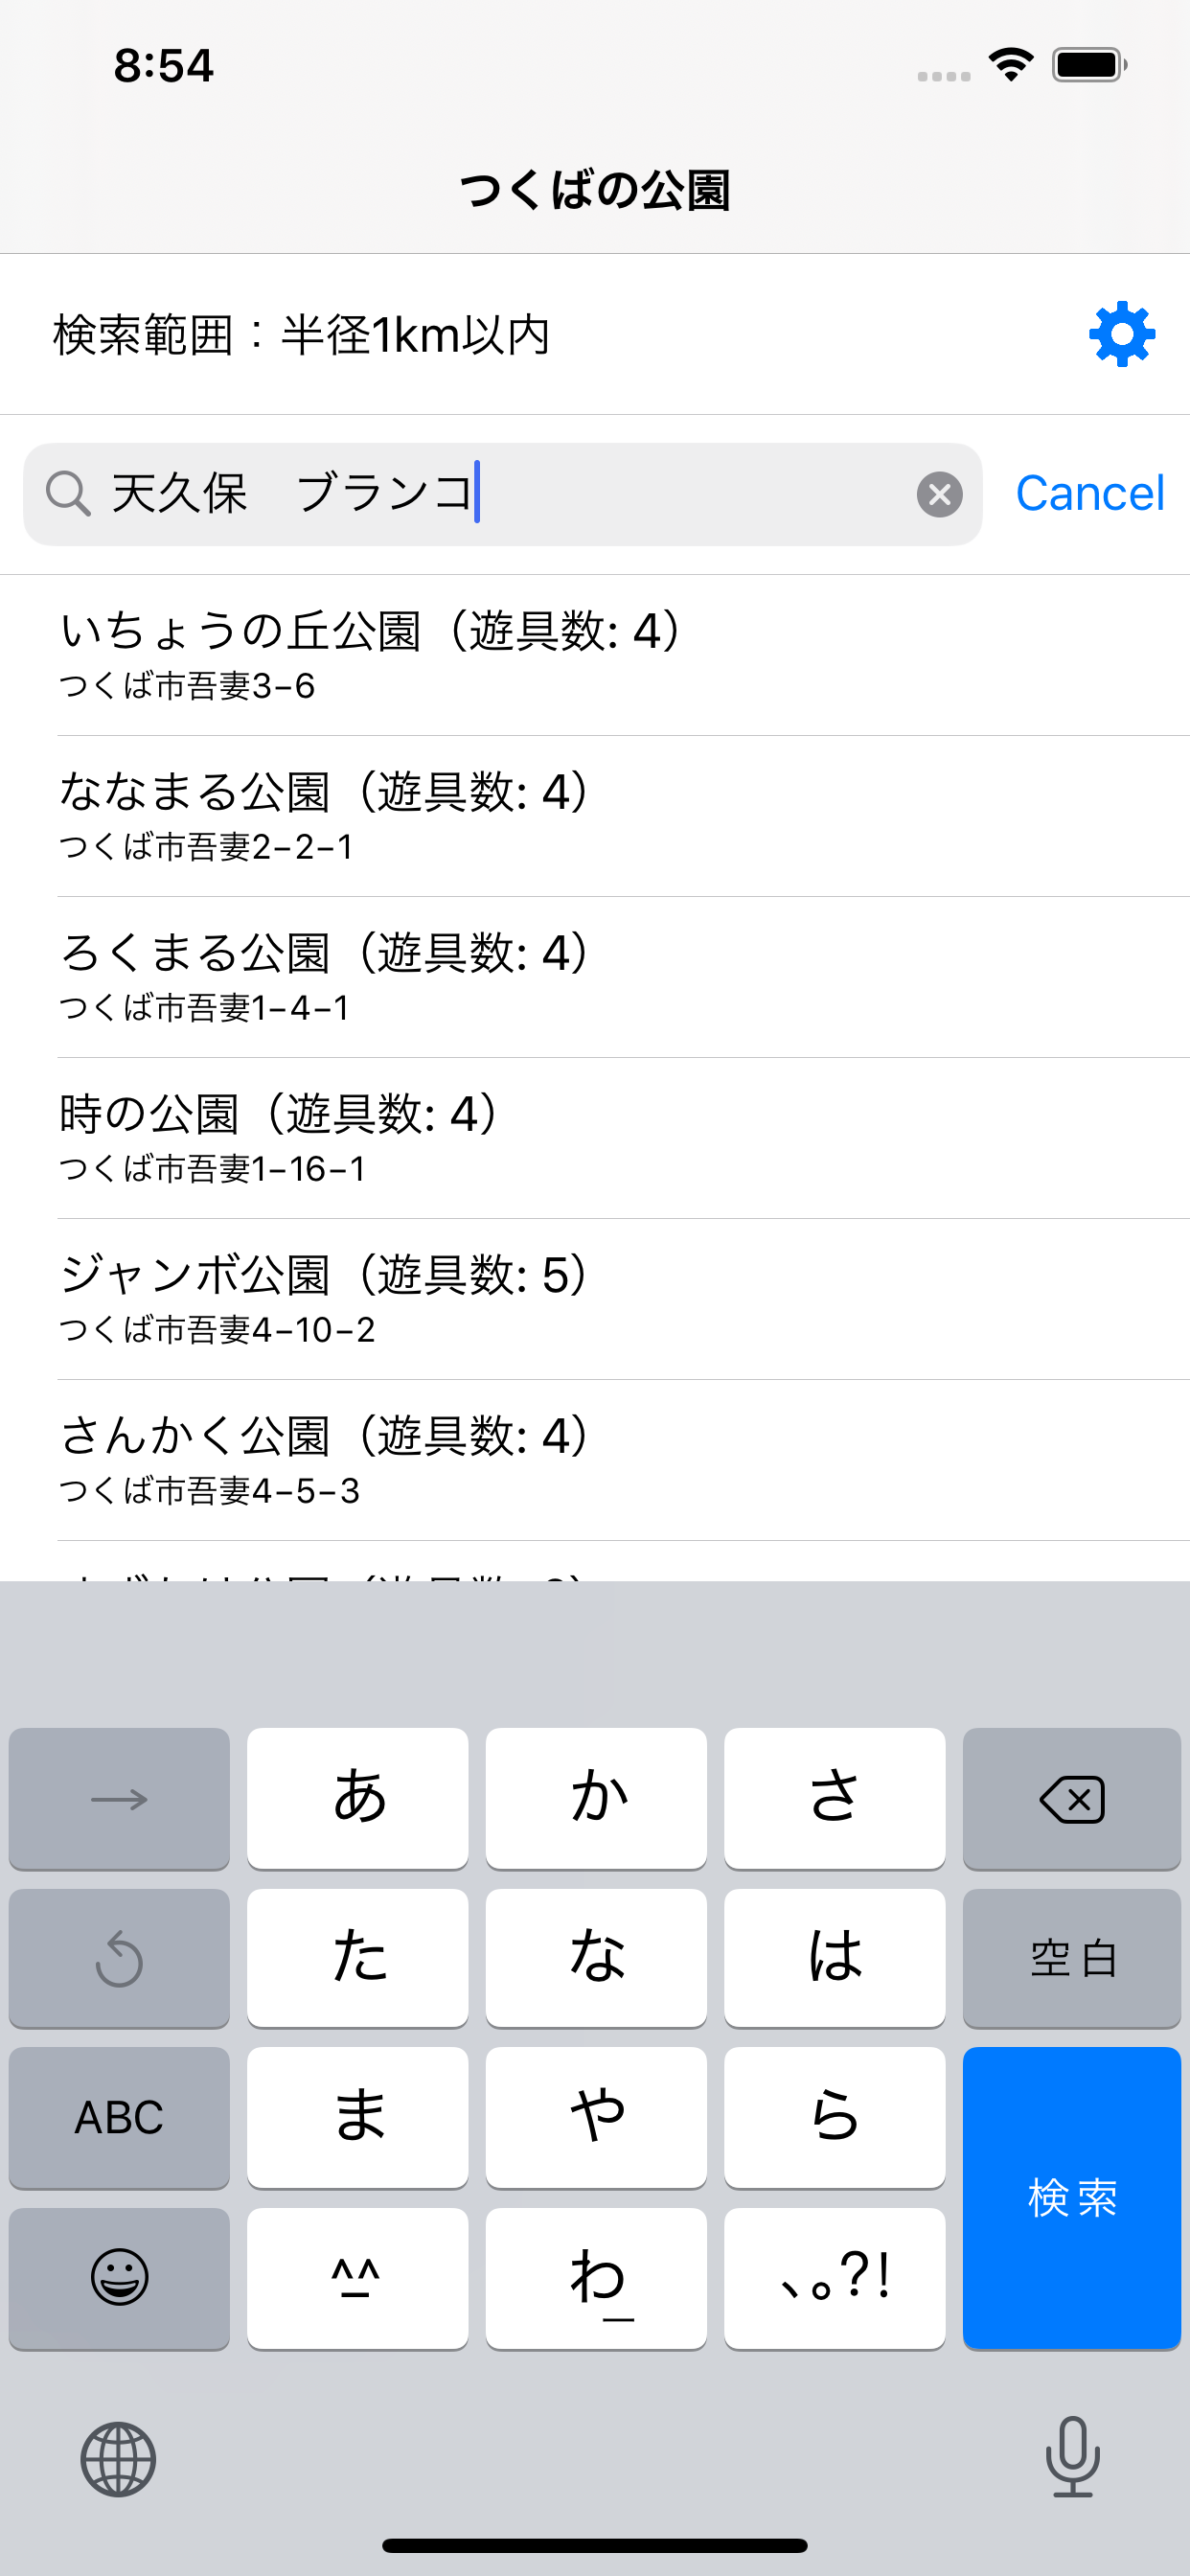 8:54
つくばの公園
検索範囲：半径1km以内
天久保　ブランコ
Cancel
いちょうの丘公園（遊具数: 4）
つくば市吾妻3−6
ななまる公園（遊具数: 4）
つくば市吾妻2−2−1
ろくまる公園（遊具数: 4）
つくば市吾妻1−4−1
時の公園（遊具数: 4）
つくば市吾妻1−16−1
ジャンボ公園（遊具数: 5）
つくば市吾妻4−10−2
さんかく公園（遊具数: 4）
つくば市吾妻4−5−3
あ か さ
た な は 空白
ABC ま や ら
検索
^_^ わ_ 、。?!